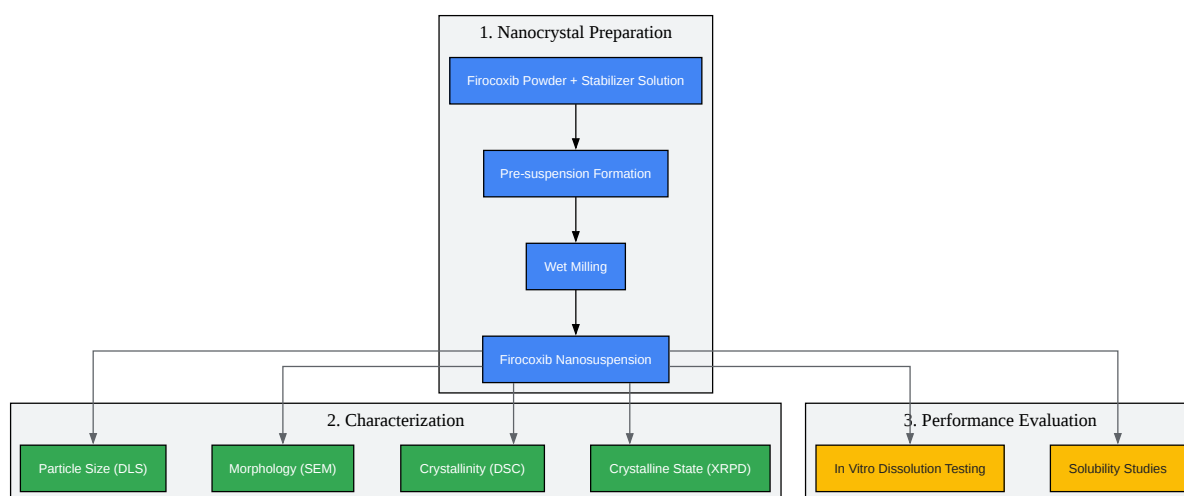 1. Nanocrystal Preparation
Firocoxib Powder + Stabilizer Solution
Pre-suspension Formation
Wet Milling
Firocoxib Nanosuspension
2. Characterization
Particle Size (DLS)
Morphology (SEM)
Crystallinity (DSC)
Crystalline State (XRPD)
3. Performance Evaluation
In Vitro Dissolution Testing
Solubility Studies